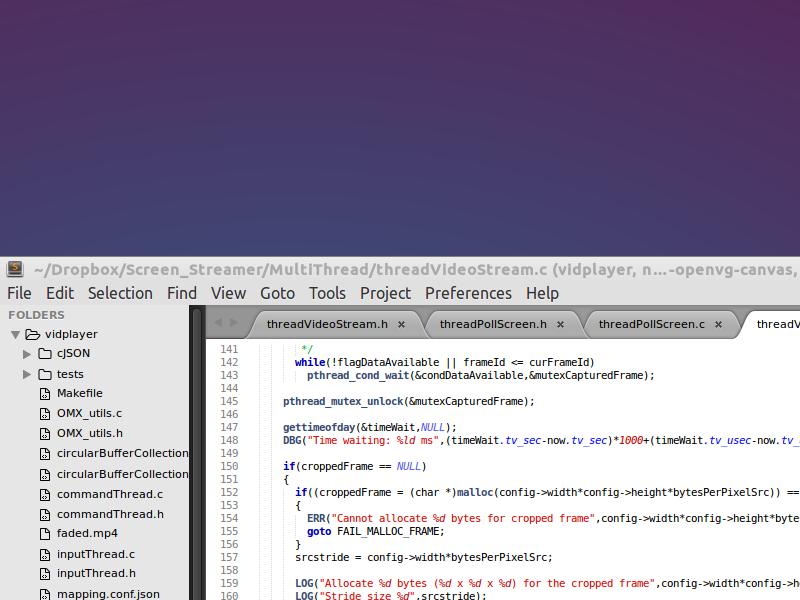 ~/Dropbox/Screen_Streamer/MultiThread/threadVideoStream.c (vidplayer, n...-openvg-canvas,
File Edit Selection Find View Goto Tools Project Preferences Help
FOLDERS
vidplayer
cJSON
tests
Makefile
OMX_utils.c
OMX_utils.h
circularBufferCollection
circularBufferCollection
commandThread.c
commandThread.h
faded.mp4
inputThread.c
inputThread.h
mapping.conf.json
threadVideoStream.h × threadPollScreen.h × threadPollScreen.c × threadV
141 */
142 while(!flagDataAvailable || frameId <= curFrameId)
143 pthread_cond_wait(&condDataAvailable,&mutexCapturedFrame);
144
145 pthread_mutex_unlock(&mutexCapturedFrame);
146
147 gettimeofday(&timeWait,NULL);
148 DBG("Time waiting: %ld ms",(timeWait.tv_sec-now.tv_sec)*1000+(timeWait.tv_usec-now.tv_
149
150 if(croppedFrame == NULL)
151 {
152 if((croppedFrame = (char *)malloc(config->width*config->height*bytesPerPixelSrc)) ==
153 {
154 ERR("Cannot allocate %d bytes for cropped frame",config->width*config->height*byte
155 goto FAIL_MALLOC_FRAME;
156 }
157 srcstride = config->width*bytesPerPixelSrc;
158
159 LOG("Allocate %d bytes (%d x %d x %d) for the cropped frame",config->width*config->h
160 LOG("Stride size %d",srcstride);